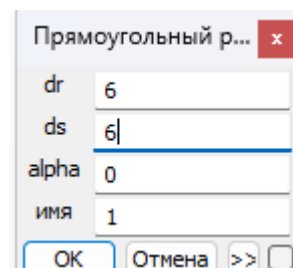 Прямоугольный р... x
dr 6
ds 6
alpha 0
имя 1
OK Отмена >>